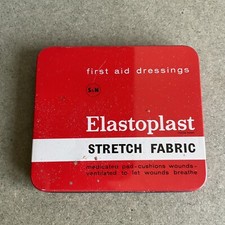 first aid dressings
S&N
Elastoplast
STRETCH FABRIC
medicated pad-cushions wounds-
ventilated to let wounds breathe